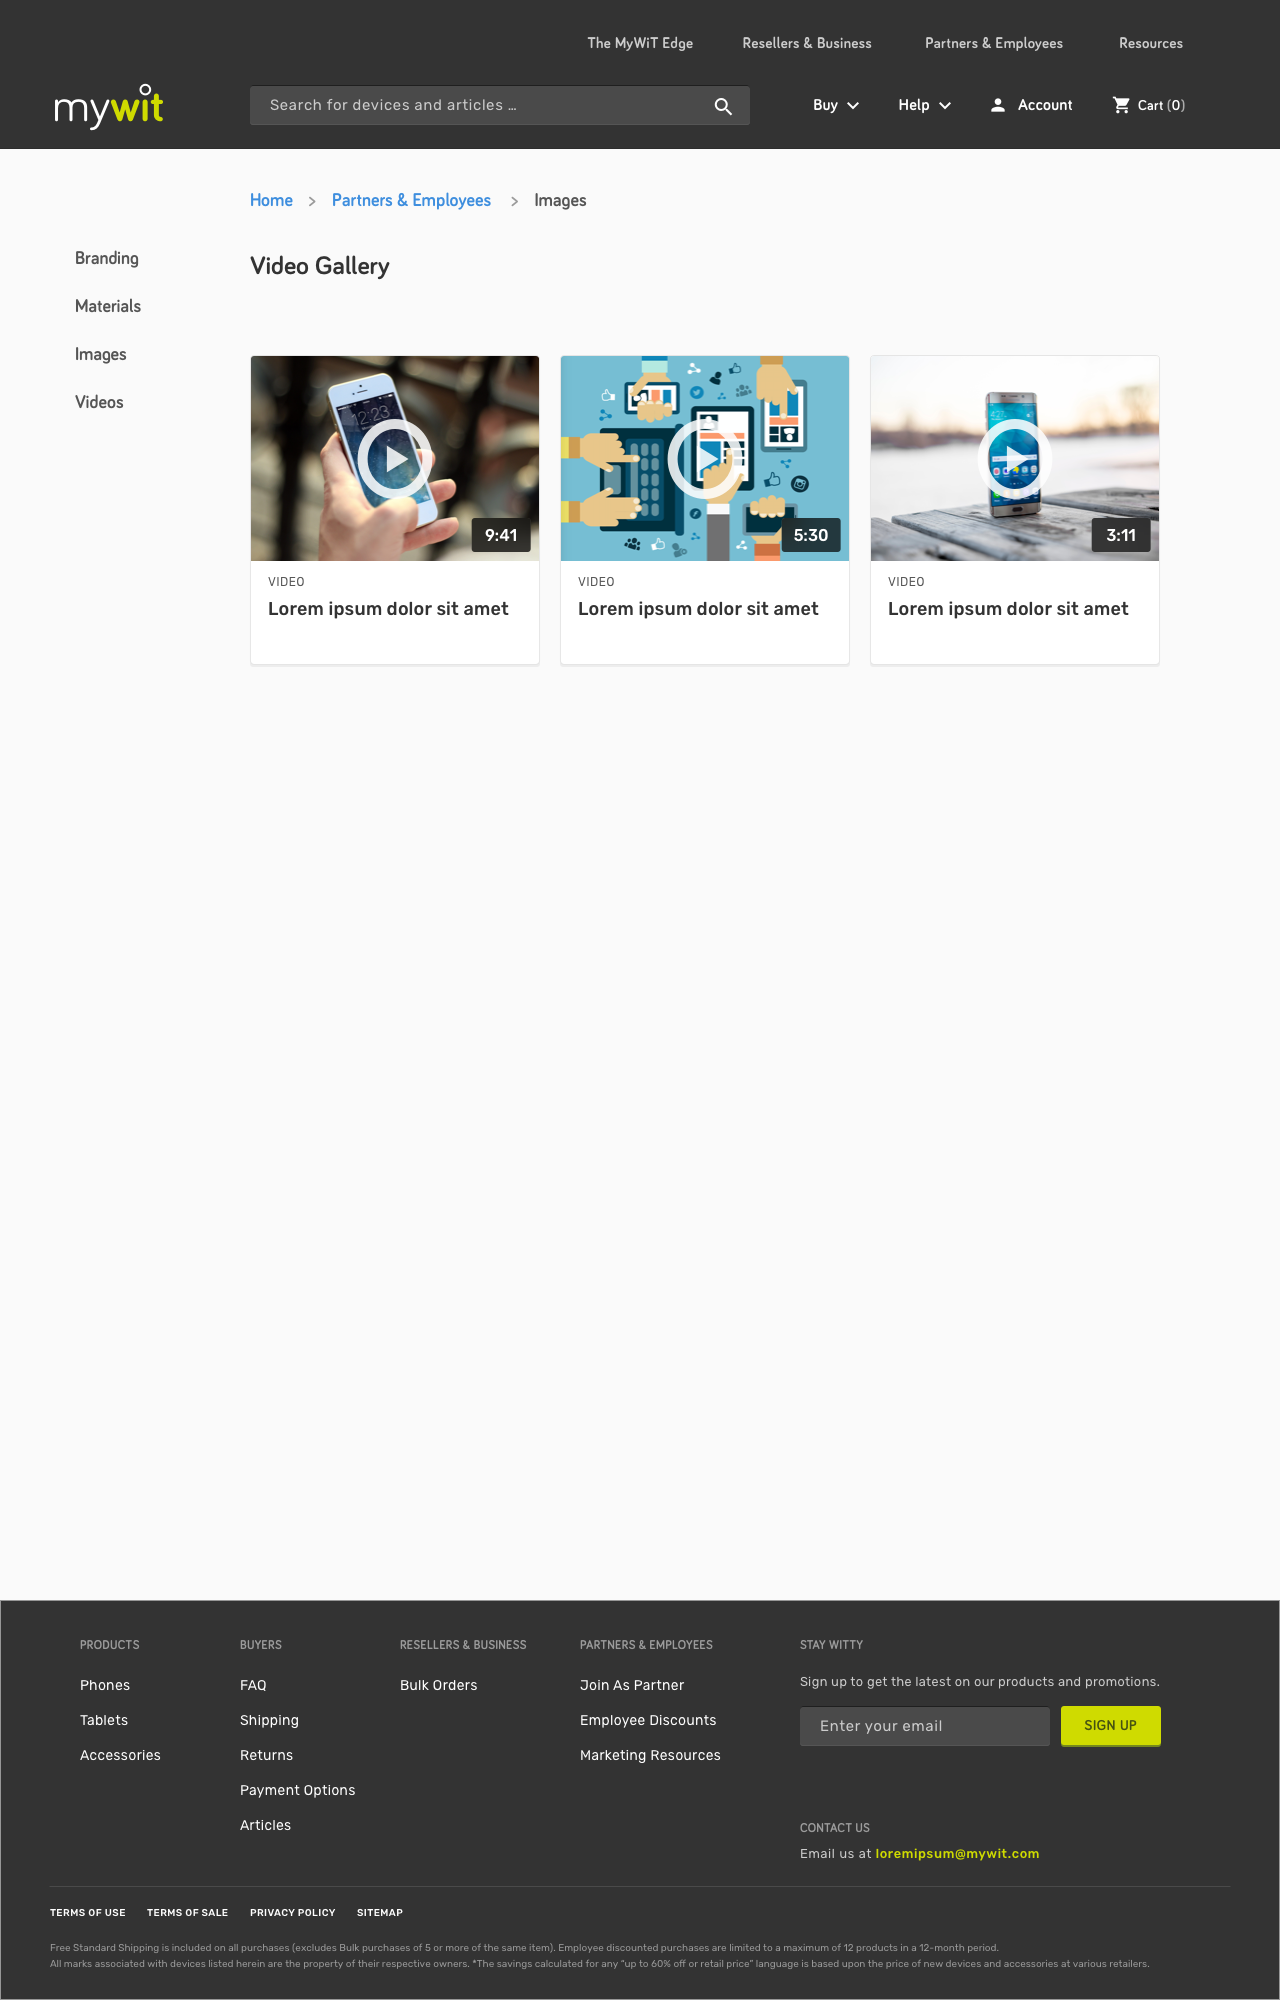 The MyWiT Edge Resellers & Business Partners & Employees Resources
mywit
Search for devices and articles ...
Buy Help Account Cart (0)
Home > Partners & Employees > Images
Branding
Materials
Images
Videos
Video Gallery
12:23
9:41
5:30
4:27
3:11
VIDEO
Lorem ipsum dolor sit amet
VIDEO
Lorem ipsum dolor sit amet
VIDEO
Lorem ipsum dolor sit amet
PRODUCTS
Phones
Tablets
Accessories
BUYERS
FAQ
Shipping
Returns
Payment Options
Articles
RESELLERS & BUSINESS
Bulk Orders
PARTNERS & EMPLOYEES
Join As Partner
Employee Discounts
Marketing Resources
STAY WITTY
Sign up to get the latest on our products and promotions.
Enter your email
SIGN UP
CONTACT US
Email us at loremipsum@mywit.com
TERMS OF USE TERMS OF SALE PRIVACY POLICY SITEMAP
Free Standard Shipping is included on all purchases (excludes Bulk purchases of 5 or more of the same item). Employee discounted purchases are limited to a maximum of 12 products in a 12-month period.
All marks associated with devices listed herein are the property of their respective owners. *The savings calculated for any “up to 60% off or retail price” language is based upon the price of new devices and accessories at various retailers.